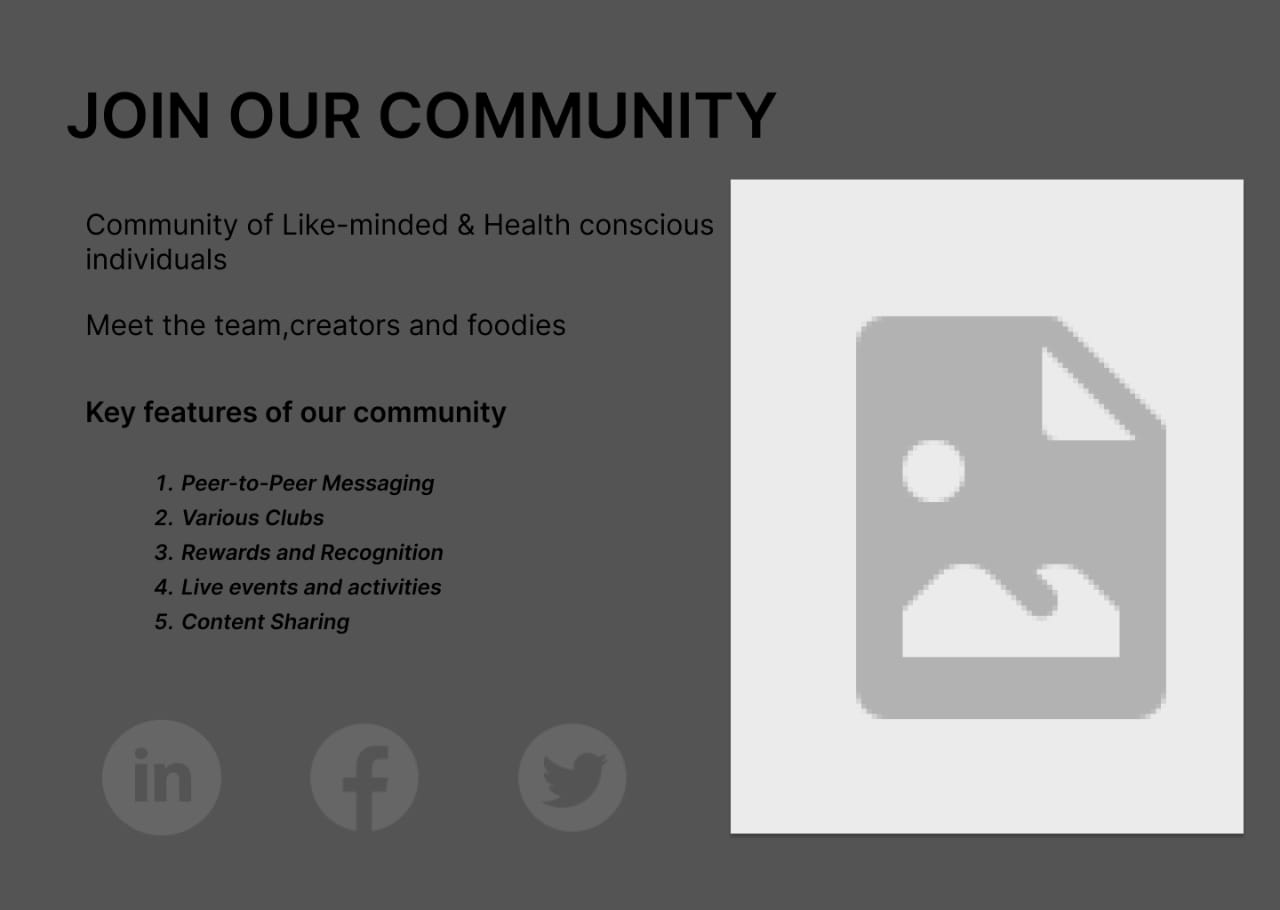 JOIN OUR COMMUNITY
Community of Like-minded & Health conscious
individuals
Meet the team,creators and foodies
Key features of our community
1. Peer-to-Peer Messaging
2. Various Clubs
3. Rewards and Recognition
4. Live events and activities
5. Content Sharing
in
f